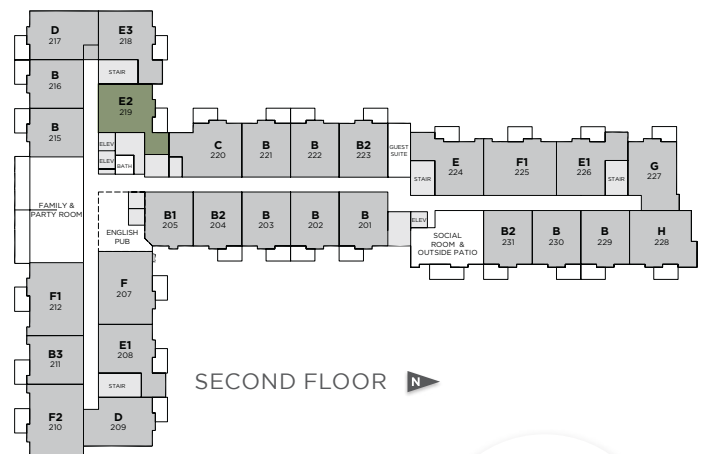 D
217
E3
218
STAIR
B
216
E2
219
B
215
ELEV
ELEV
BATH
C
220
B
221
B
222
B2
223
GUEST
SUITE
E
224
STAIR
F1
225
E1
226
STAIR
G
227
FAMILY &
PARTY ROOM
ENGLISH
PUB
B1
205
B2
204
B
203
B
202
B
201
ELEV
SOCIAL
ROOM &
OUTSIDE PATIO
B2
231
B
230
B
229
H
228
F1
212
F
207
B3
211
E1
208
STAIR
F2
210
D
209
SECOND FLOOR
N